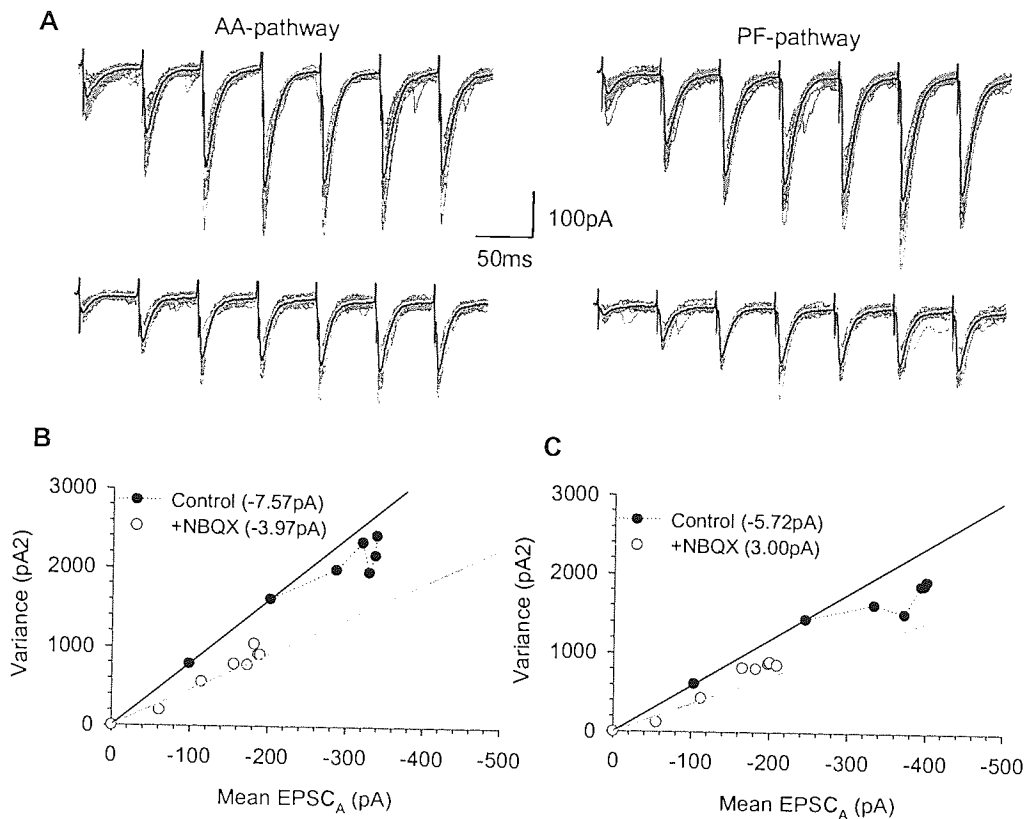 A
AA-pathway
PF-pathway
100pA
50ms
B
3000
2000
1000
0
Variance (pA2)
Control (-7.57pA)
+NBQX (-3.97pA)
0
-100
-200
-300
-400
-500
Mean EPSCA (pA)
C
3000
2000
1000
0
Variance (pA2)
Control (-5.72pA)
+NBQX (3.00pA)
0
-100
-200
-300
-400
-500
Mean EPSCA (pA)